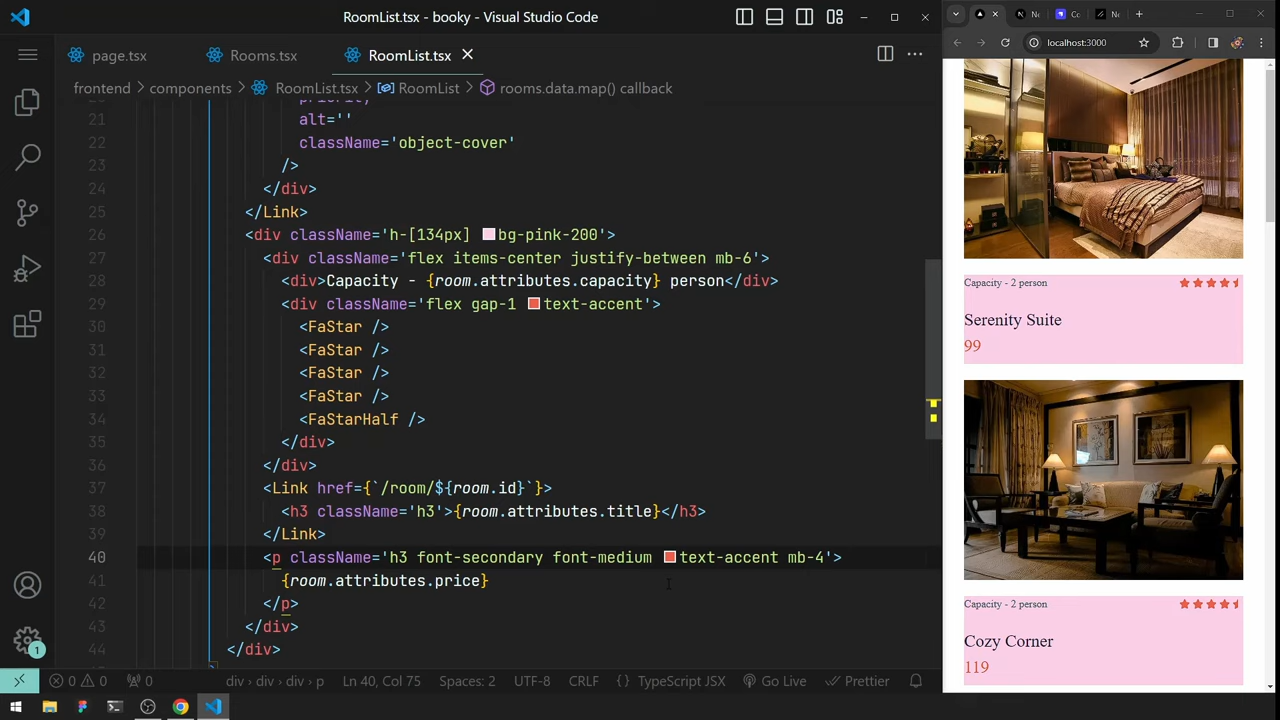 RoomList.tsx - booky - Visual Studio Code
page.tsx
Rooms.tsx
RoomList.tsx
frontend components RoomList.tsx RoomList rooms.data.map() callback
priority
21 alt=''
22 className='object-cover'
23 />
24 </div>
25 </Link>
26 <div className='h-[134px] bg-pink-200'>
27 <div className='flex items-center justify-between mb-6'>
28 <div>Capacity - {room.attributes.capacity} person</div>
29 <div className='flex gap-1 text-accent'>
30 <FaStar />
31 <FaStar />
32 <FaStar />
33 <FaStar />
34 <FaStarHalf />
35 </div>
36 </div>
37 <Link href={`/room/${room.id}`}>
38 <h3 className='h3'>{room.attributes.title}</h3>
39 </Link>
40 <p className='h3 font-secondary font-medium text-accent mb-4'>
41 {room.attributes.price}
42 </p>
43 </div>
44 </div>
1
0 0 0
div > div > div > p
Ln 40, Col 75
Spaces: 2
UTF-8
CRLF
{} TypeScript JSX
Go Live
Prettier
localhost:3000
Capacity - 2 person
Serenity Suite
99
Capacity - 2 person
Cozy Corner
119